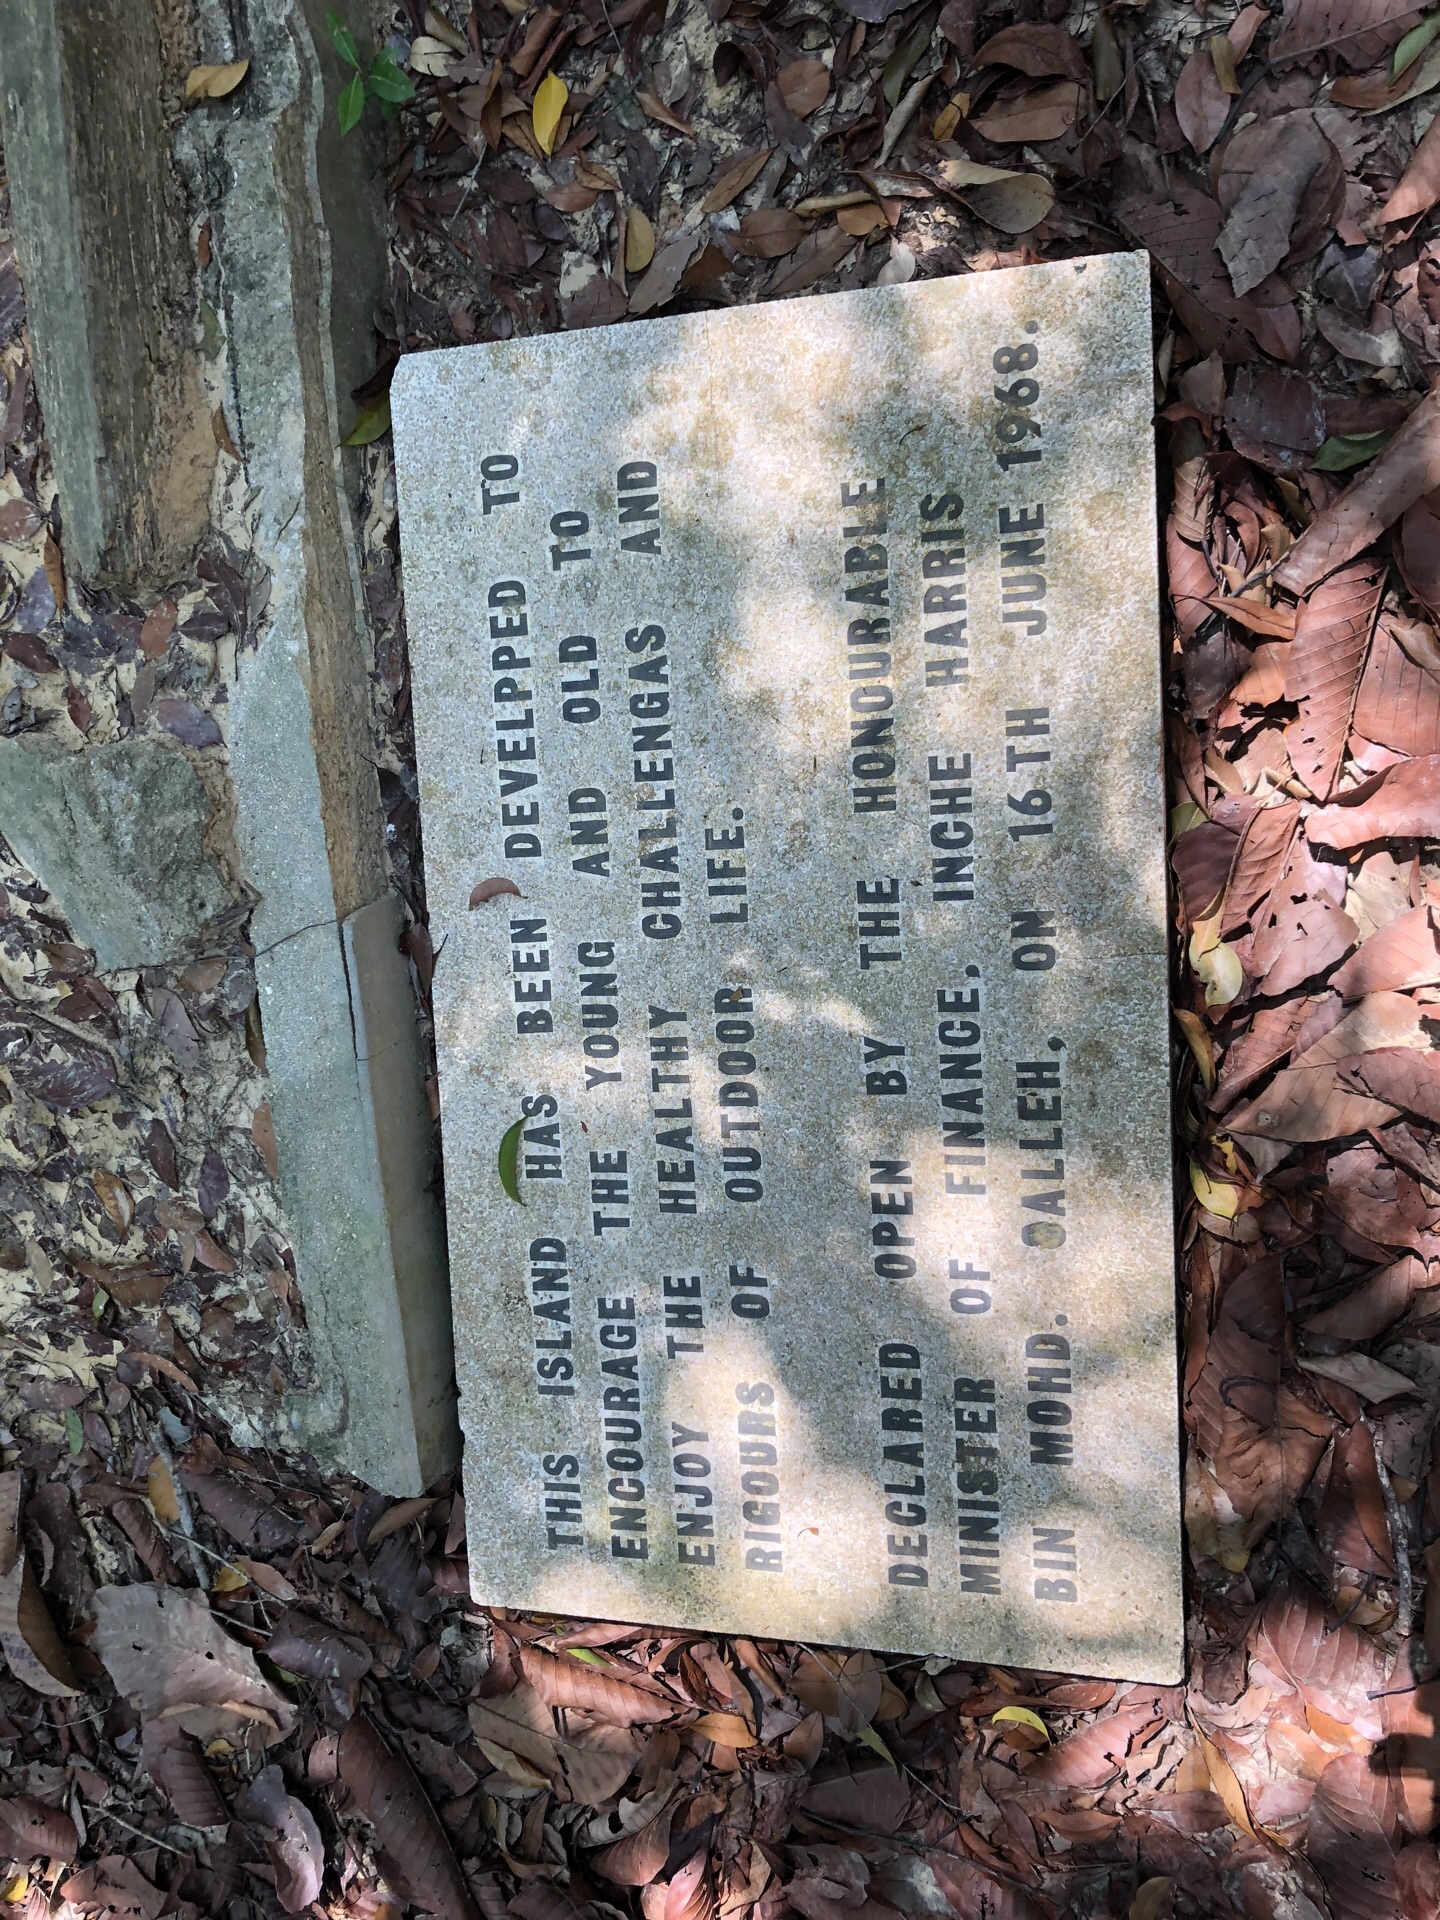 THIS ISLAND HAS BEEN DEVELPPED TO
ENCOURAGE THE YOUNG AND OLD TO
ENJOY THE HEALTHY CHALLENGAS AND
RIGOURS OF OUTDOOR LIFE.
DECLARED OPEN BY THE HONOURABLE
MINISTER OF FINANCE, INCHE HARRIS
BIN MOHD. SALLEH, ON 16TH JUNE 1968.